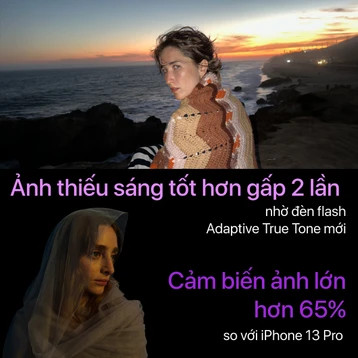 Ảnh thiếu sáng tốt hơn gấp 2 lần
nhờ đèn flash
Adaptive True Tone mới
Cảm biến ảnh lớn
hơn 65%
so với iPhone 13 Pro